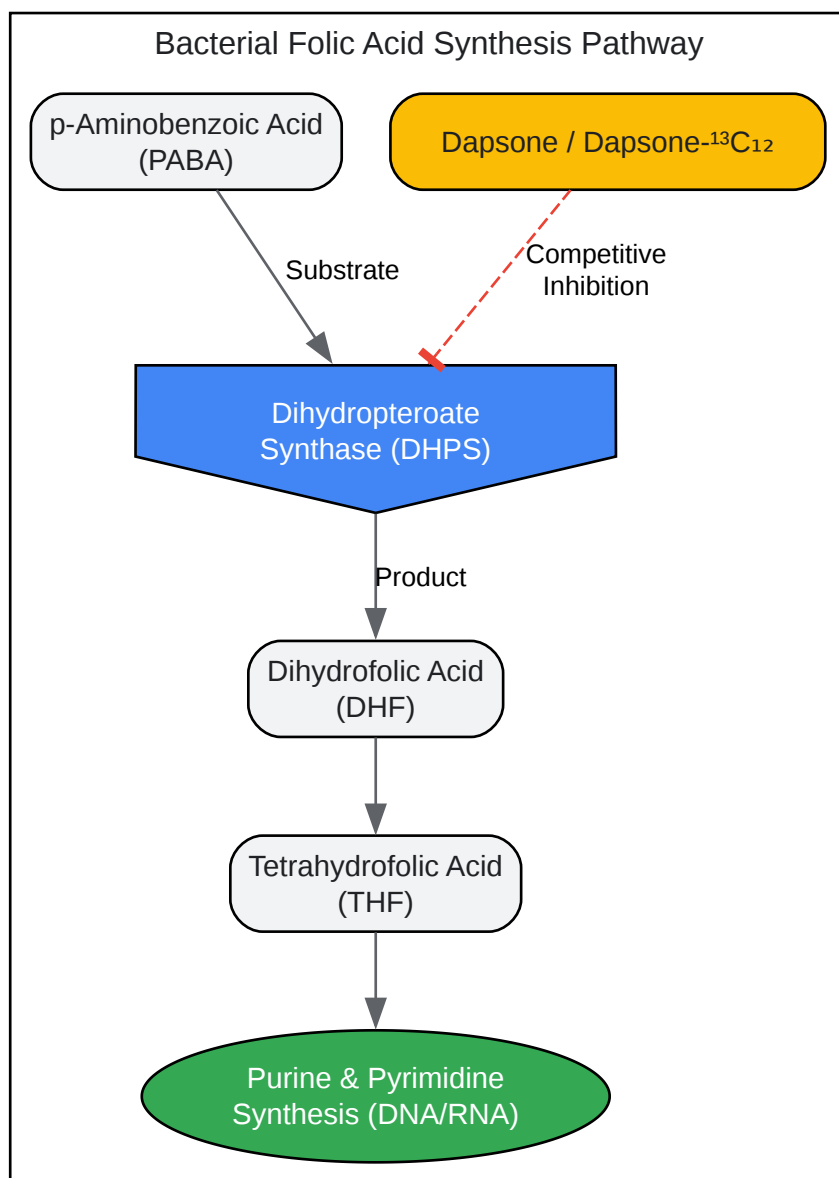 Bacterial Folic Acid Synthesis Pathway
p-Aminobenzoic Acid
(PABA)
Dapsone / Dapsone-¹³C₁₂
Substrate
Competitive
Inhibition
Dihydropteroate
Synthase (DHPS)
Product
Dihydrofolic Acid
(DHF)
Tetrahydrofolic Acid
(THF)
Purine & Pyrimidine
Synthesis (DNA/RNA)